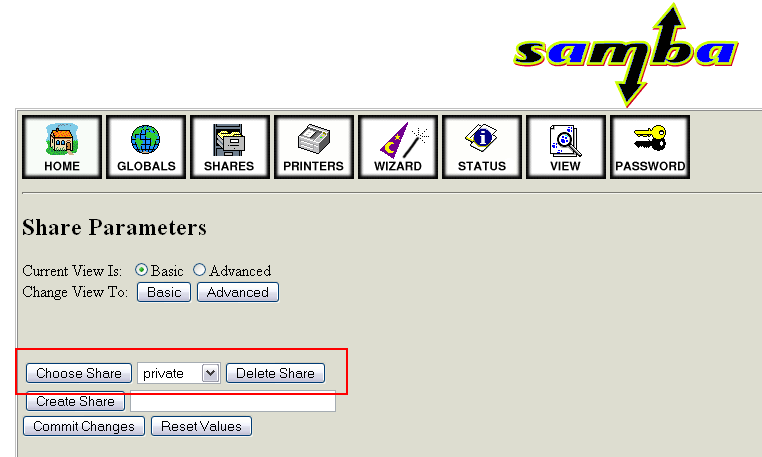 samba
HOME GLOBALS SHARES PRINTERS WIZARD STATUS VIEW PASSWORD
Share Parameters
Current View Is: Basic Advanced
Change View To: Basic Advanced
Choose Share private Delete Share
Create Share
Commit Changes Reset Values